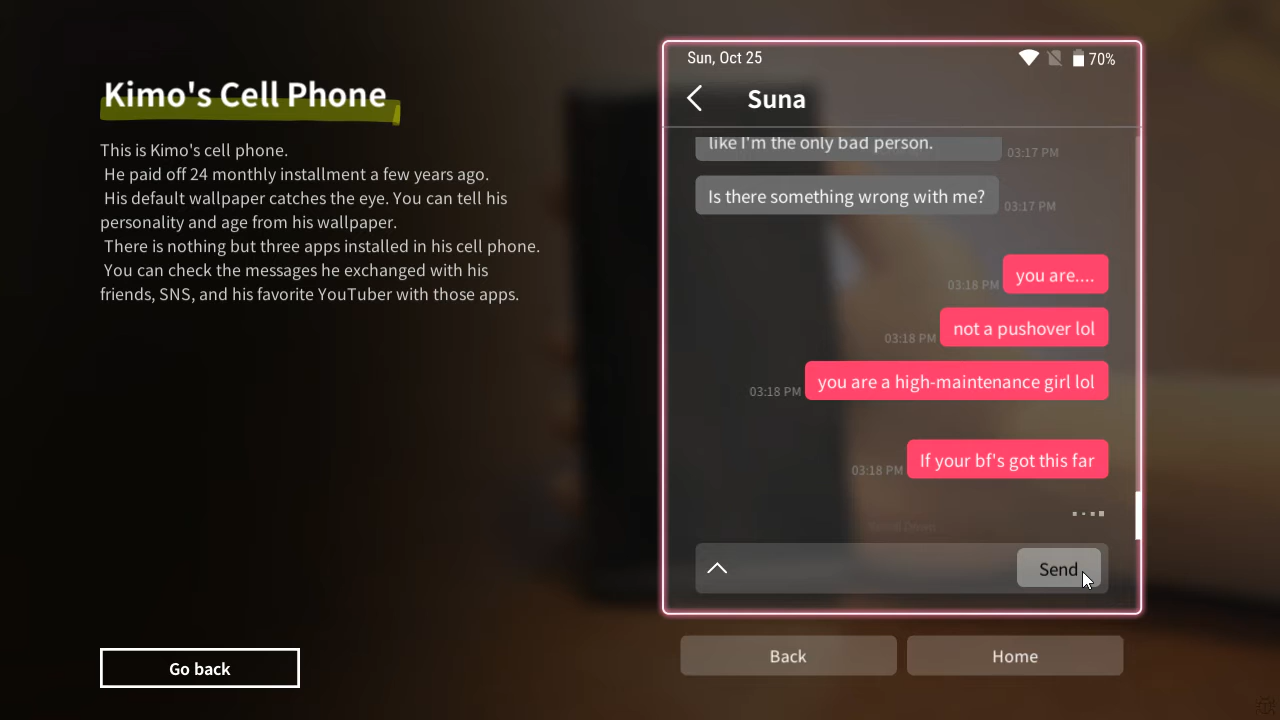 Kimo's Cell Phone
This is Kimo's cell phone.
He paid off 24 monthly installment a few years ago.
His default wallpaper catches the eye. You can tell his
personality and age from his wallpaper.
There is nothing but three apps installed in his cell phone.
You can check the messages he exchanged with his
friends, SNS, and his favorite YouTuber with those apps.
Go back
Sun, Oct 25
70%
Suna
like I'm the only bad person.
03:17 PM
Is there something wrong with me?
03:17 PM
you are....
03:18 PM
not a pushover lol
03:18 PM
you are a high-maintenance girl lol
03:18 PM
If your bf's got this far
03:18 PM
Send
Back
Home